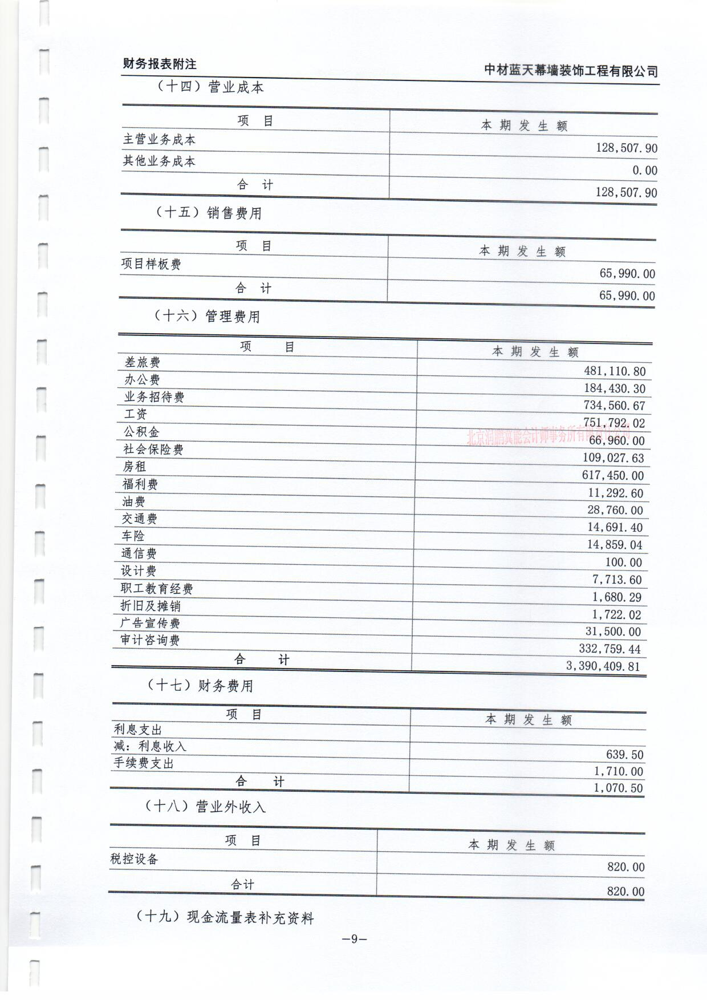 财务报表附注
中材蓝天幕墙装饰工程有限公司
（十四）营业成本
项 目 本期发生额
主营业务成本 128,507.90
其他业务成本 0.00
合 计 128,507.90
（十五）销售费用
项 目 本期发生额
项目样板费 65,990.00
合 计 65,990.00
（十六）管理费用
项 目 本期发生额
差旅费 481,110.80
办公费 184,430.30
业务招待费 734,560.67
工资 751,792.02
公积金 66,960.00
社会保险费 109,027.63
房租 617,450.00
福利费 11,292.60
油费 28,760.00
交通费 14,691.40
车险 14,859.04
通信费 100.00
设计费 7,713.60
职工教育经费 1,680.29
折旧及摊销 1,722.02
广告宣传费 31,500.00
审计咨询费 332,759.44
合 计 3,390,409.81
（十七）财务费用
项 目 本期发生额
利息支出
减：利息收入 639.50
手续费支出 1,710.00
合 计 1,070.50
（十八）营业外收入
项 目 本期发生额
税控设备 820.00
合计 820.00
（十九）现金流量表补充资料
—9—